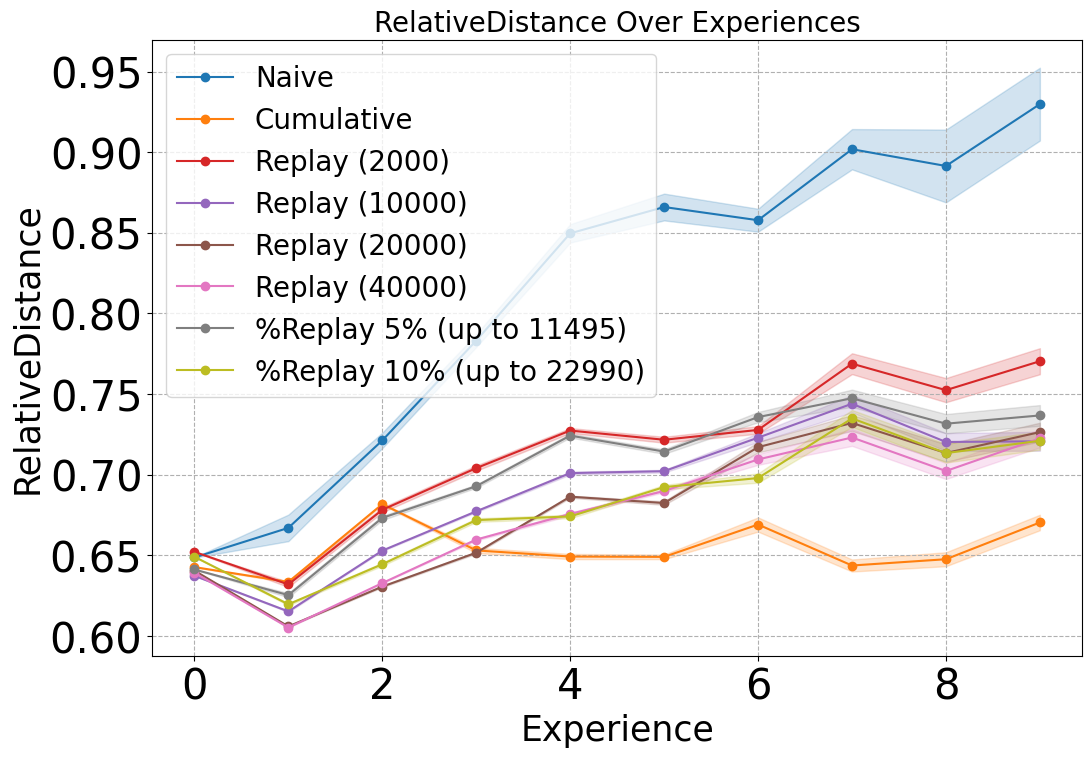 RelativeDistance Over Experiences
RelativeDistance
0.95
0.90
0.85
0.80
0.75
0.70
0.65
0.60
Naive
Cumulative
Replay (2000)
Replay (10000)
Replay (20000)
Replay (40000)
%Replay 5% (up to 11495)
%Replay 10% (up to 22990)
0 2 4 6 8
Experience